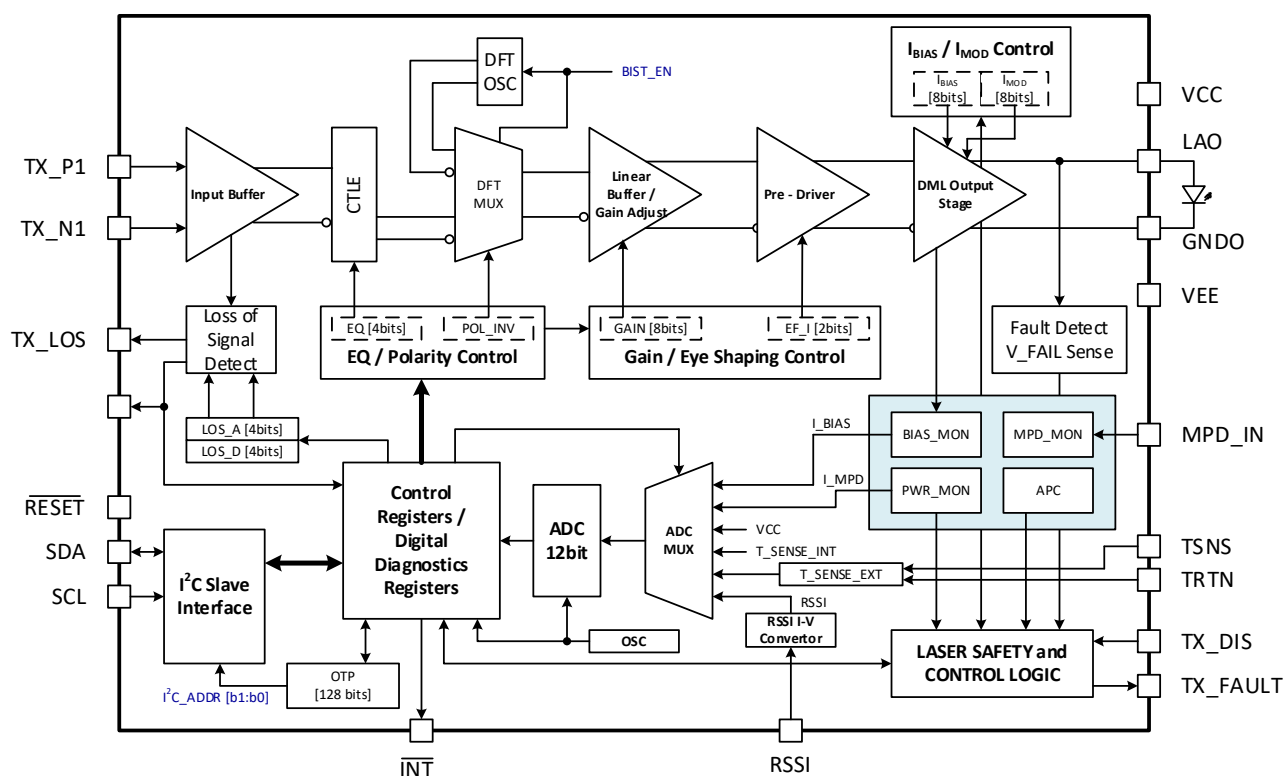 DFT
OSC
BIST_EN
I_BIAS / I_MOD Control
I_BIAS
[8bits]
I_MOD
[8bits]
VCC
TX_P1
Input Buffer
CTLE
DFT
MUX
Linear
Buffer /
Gain Adjust
Pre - Driver
DML Output
Stage
LAO
TX_N1
GNDO
VEE
TX_LOS
Loss of
Signal
Detect
EQ [4bits]
POL_INV
EQ / Polarity Control
GAIN [8bits]
EF_I [2bits]
Gain / Eye Shaping Control
Fault Detect
V_FAIL Sense
LOS_A [4bits]
LOS_D [4bits]
I_BIAS
BIAS_MON
MPD_MON
MPD_IN
I_MPD
PWR_MON
APC
RESET
Control
Registers /
Digital
Diagnostics
Registers
ADC
12bit
ADC
MUX
VCC
T_SENSE_INT
T_SENSE_EXT
TSNS
TRTN
SDA
SCL
I²C Slave
Interface
RSSI
RSSI I-V
Convertor
OSC
OTP
[128 bits]
I²C_ADDR [b1:b0]
LASER SAFETY and
CONTROL LOGIC
TX_DIS
TX_FAULT
INT
RSSI